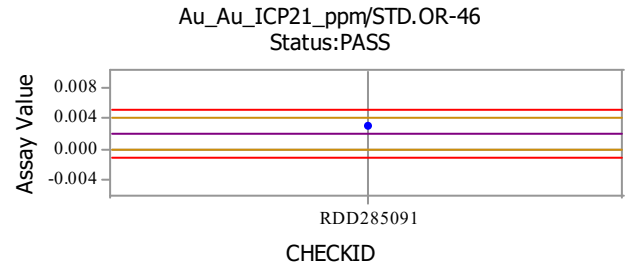 Au_Au_ICP21_ppm/STD.OR-46
Status:PASS
Assay Value
0.008
0.004
0.000
-0.004
RDD285091
CHECKID